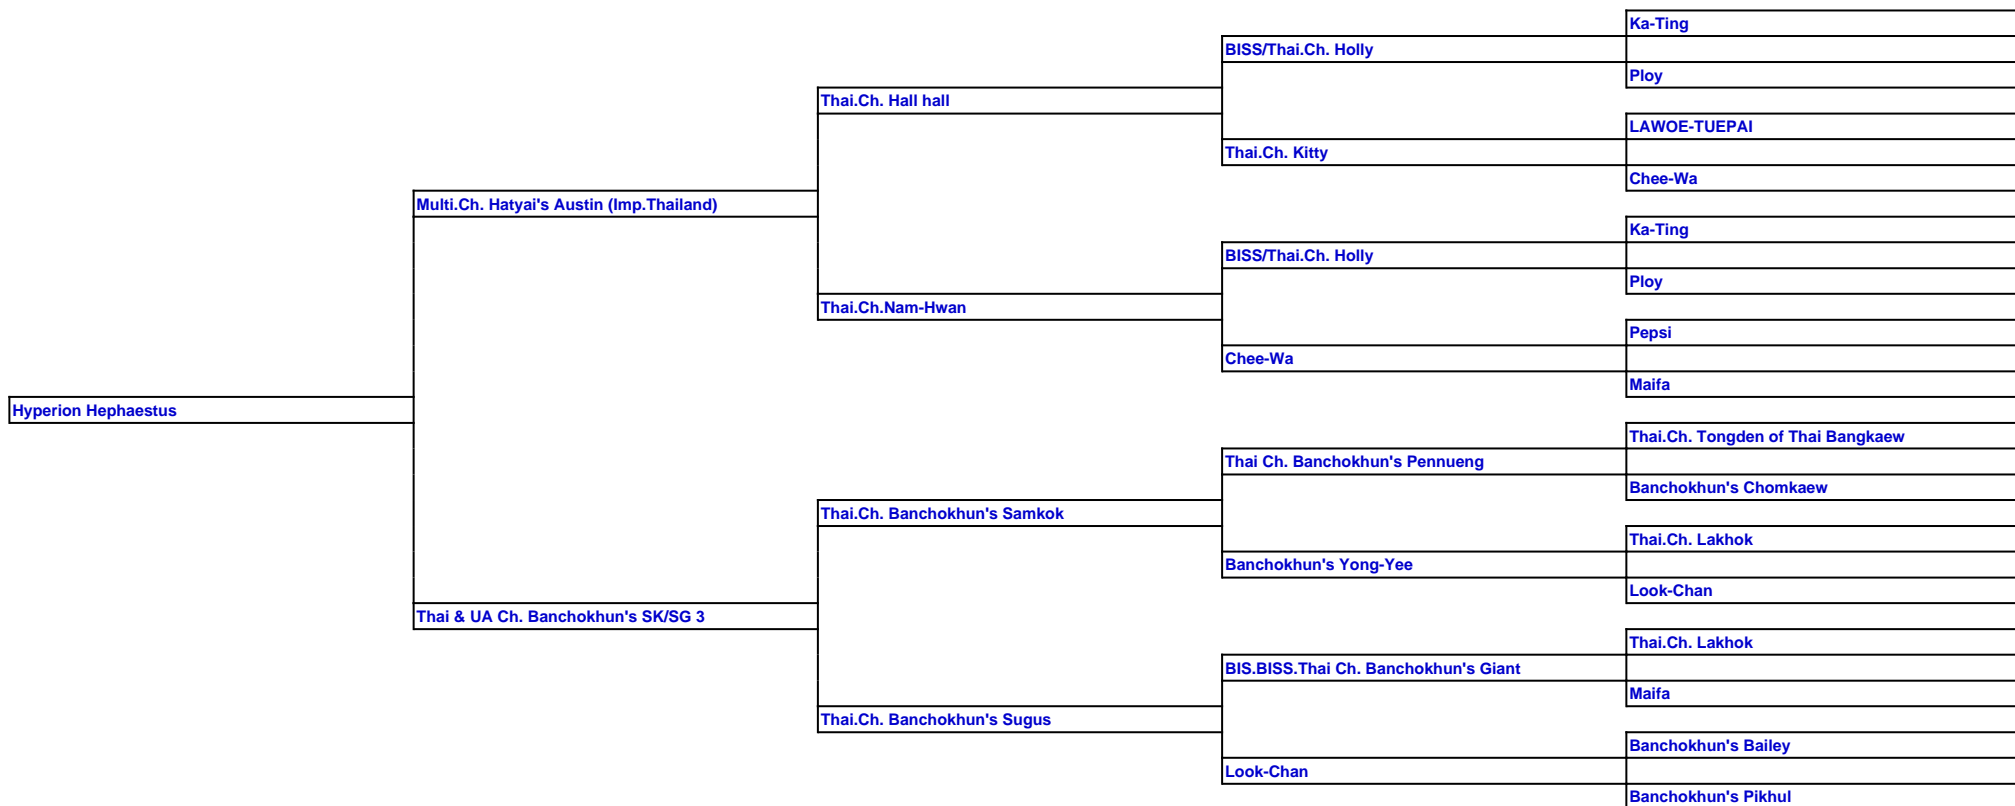 Ka-Ting
BISS/Thai.Ch. Holly
Ploy
Thai.Ch. Hall hall
LAWOE-TUEPAI
Thai.Ch. Kitty
Chee-Wa
Multi.Ch. Hatyai's Austin (Imp.Thailand)
Ka-Ting
BISS/Thai.Ch. Holly
Ploy
Thai.Ch.Nam-Hwan
Pepsi
Chee-Wa
Maifa
Hyperion Hephaestus
Thai.Ch. Tongden of Thai Bangkaew
Thai Ch. Banchokhun's Pennueng
Banchokhun's Chomkaew
Thai.Ch. Banchokhun's Samkok
Thai.Ch. Lakhok
Banchokhun's Yong-Yee
Look-Chan
Thai & UA Ch. Banchokhun's SK/SG 3
Thai.Ch. Lakhok
BIS.BISS.Thai Ch. Banchokhun's Giant
Maifa
Thai.Ch. Banchokhun's Sugus
Banchokhun's Bailey
Look-Chan
Banchokhun's Pikhul